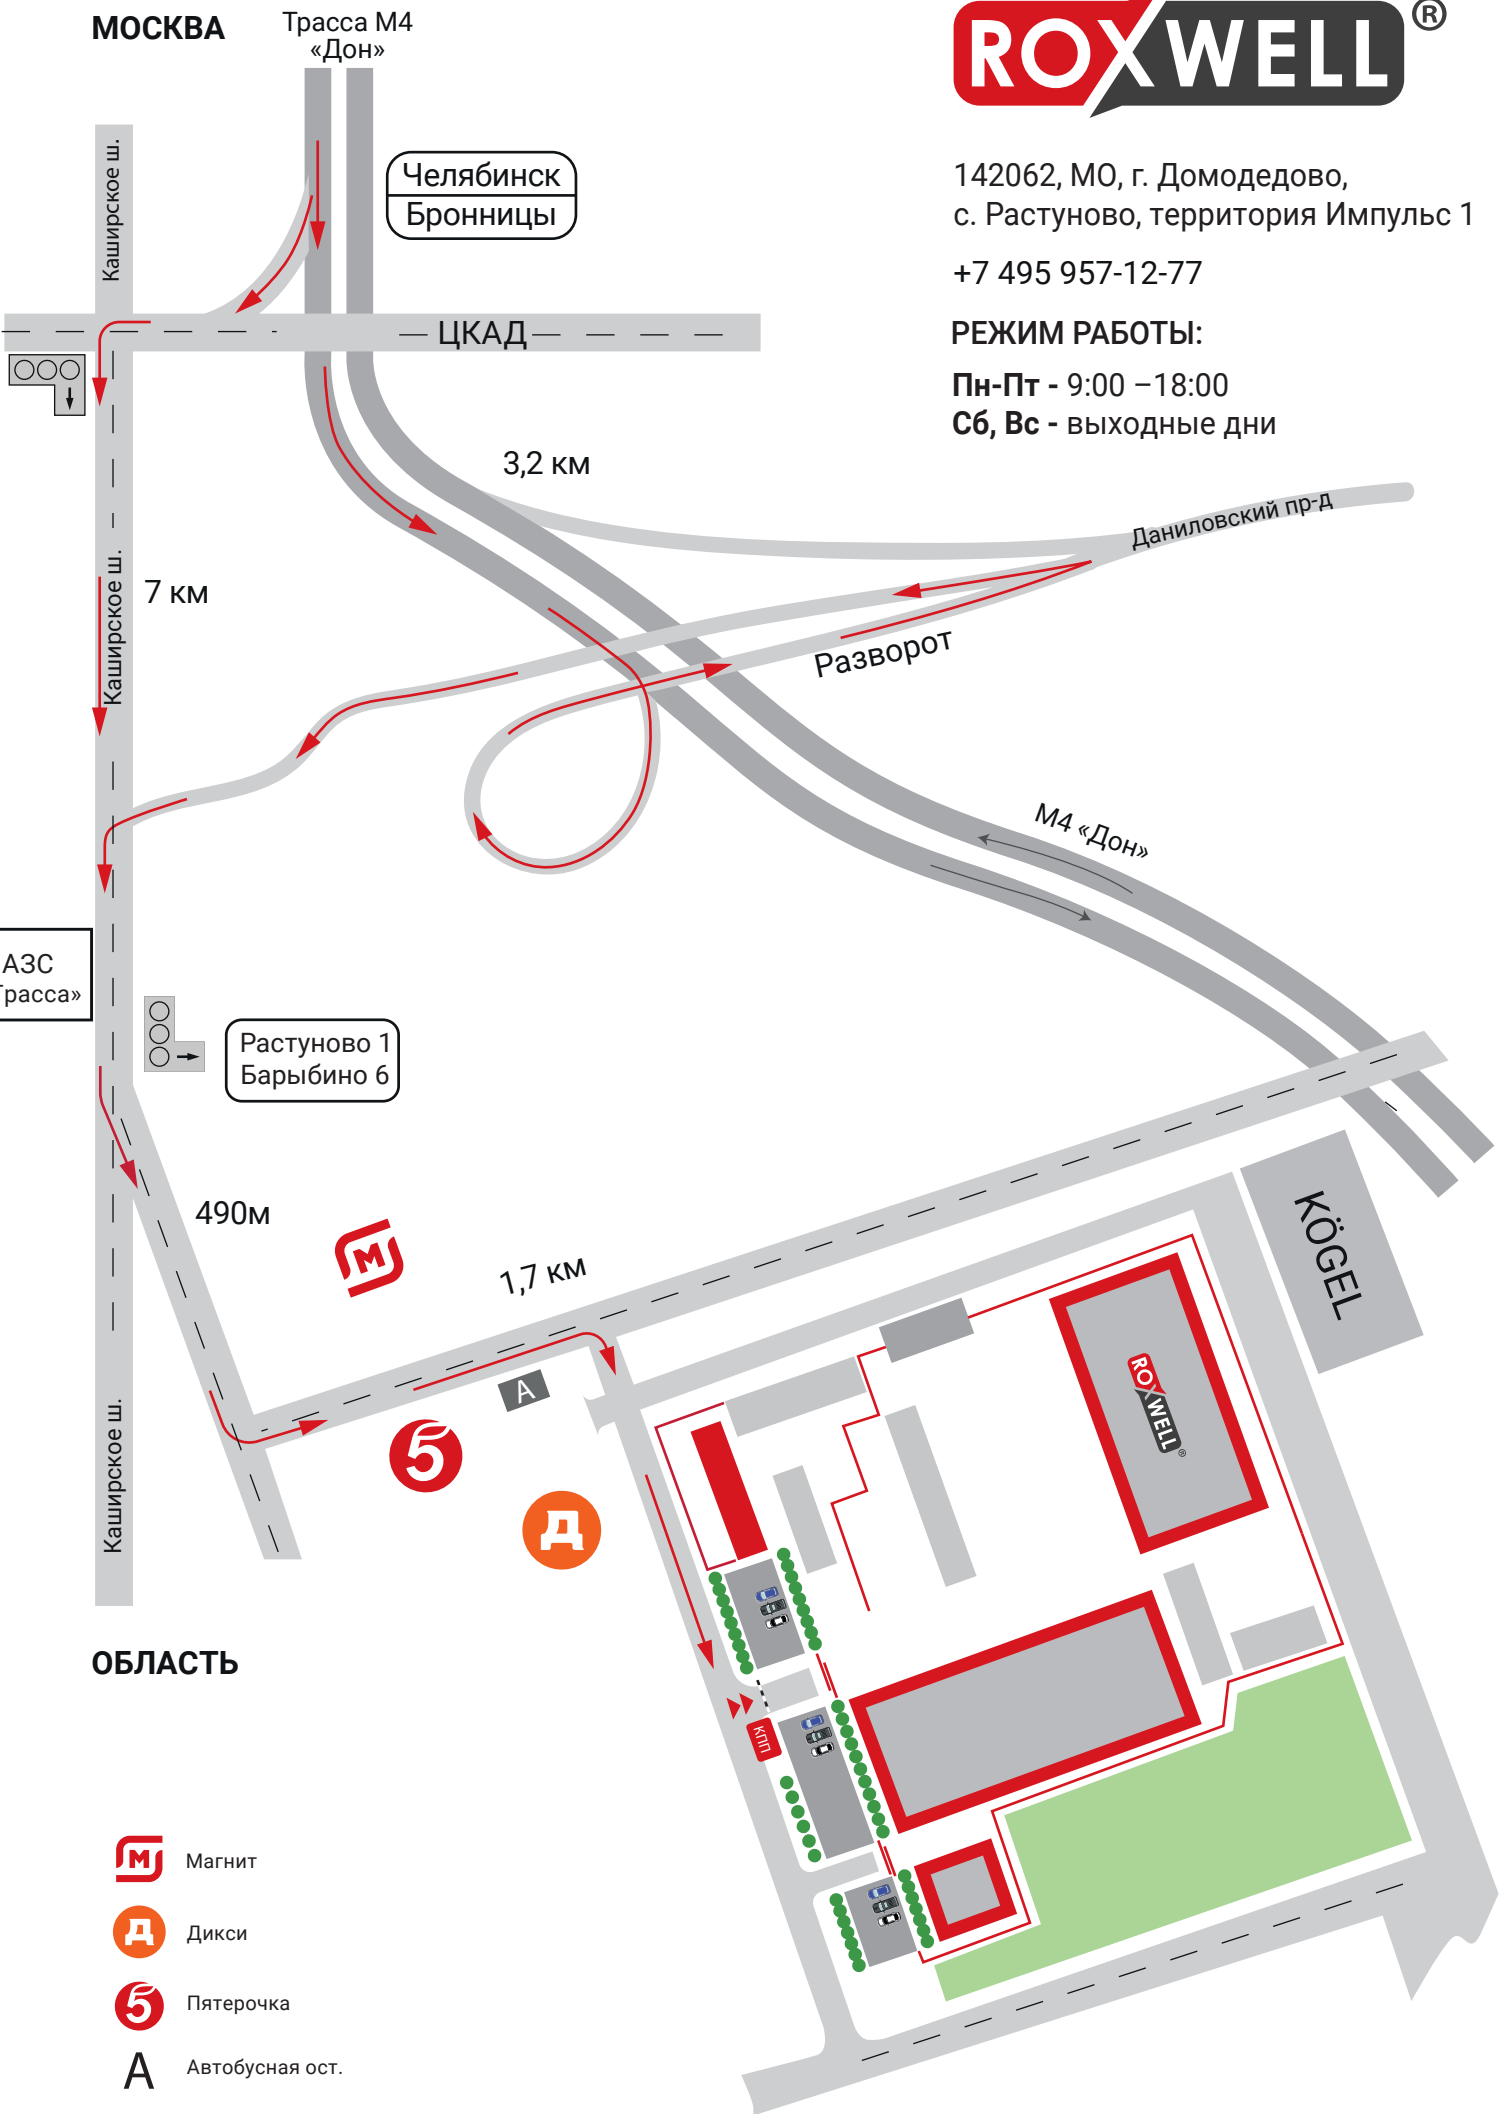 МОСКВА
Трасса М4
«Дон»
ROXWELL®
Челябинск
Бронницы
142062, МО, г. Домодедово,
с. Растуново, территория Импульс 1
+7 495 957-12-77
РЕЖИМ РАБОТЫ:
Пн-Пт - 9:00 –18:00
Сб, Вс - выходные дни
Каширское ш.
ЦКАД
3,2 км
Даниловский пр-д
7 км
Каширское ш.
Разворот
М4 «Дон»
АЗС
расса»
Растуново 1
Барыбино 6
490м
1,7 км
KÖGEL
М
А
5
Д
ROXWELL®
Каширское ш.
КПП
ОБЛАСТЬ
М Магнит
Д Дикси
5 Пятерочка
А Автобусная ост.